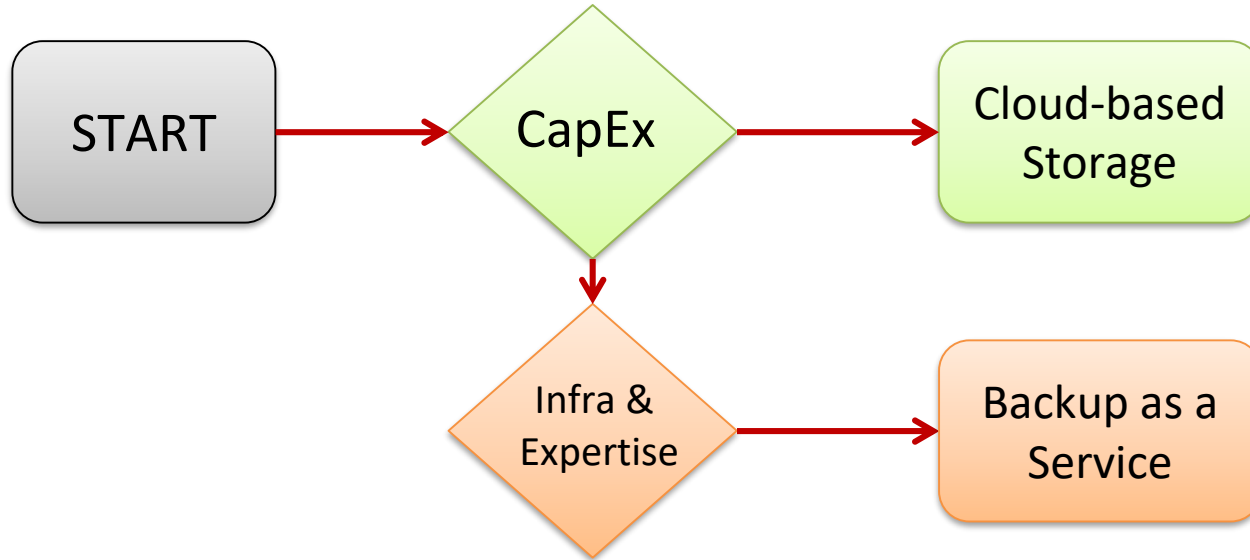 START
CapEx
Cloud-based
Storage
Infra &
Expertise
Backup as a
Service